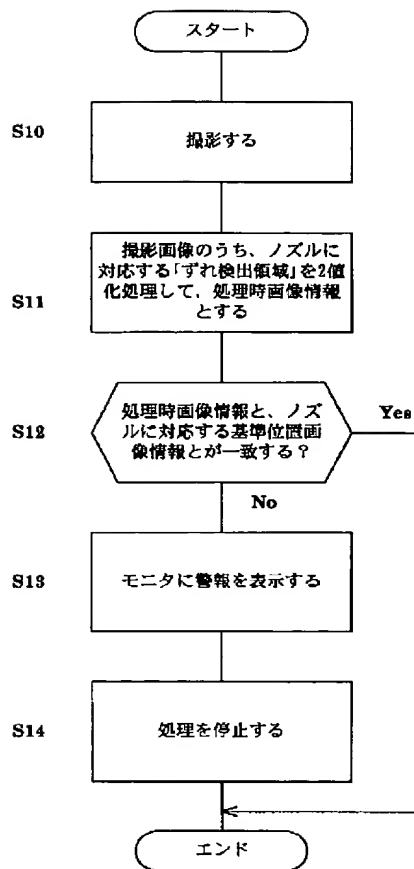 スタート
S10
撮影する
撮影画像のうち、ノズルに
対応する「ずれ検出領域」を2値
化処理して、処理時画像情報
とする
S11
処理時画像情報と、ノズ
ルに対応する基準位置画
像情報とが一致する？
S12
Yes
No
S13
モニタに警報を表示する
S14
処理を停止する
エンド